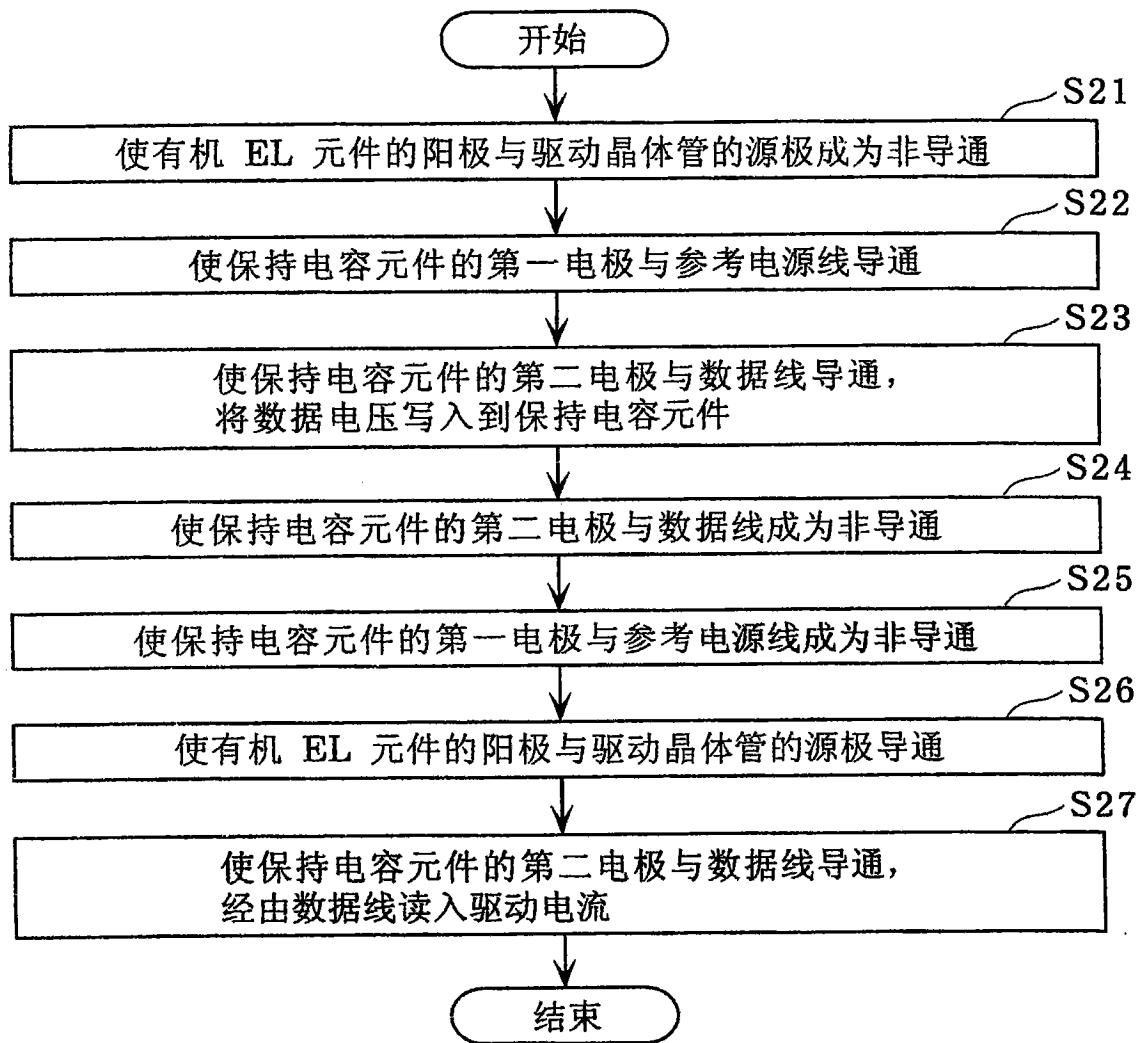 开始
S21
使有机 EL 元件的阳极与驱动晶体管的源极成为非导通
S22
使保持电容元件的第一电极与参考电源线导通
S23
使保持电容元件的第二电极与数据线导通，
将数据电压写入到保持电容元件
S24
使保持电容元件的第二电极与数据线成为非导通
S25
使保持电容元件的第一电极与参考电源线成为非导通
S26
使有机 EL 元件的阳极与驱动晶体管的源极导通
S27
使保持电容元件的第二电极与数据线导通，
经由数据线读入驱动电流
结束